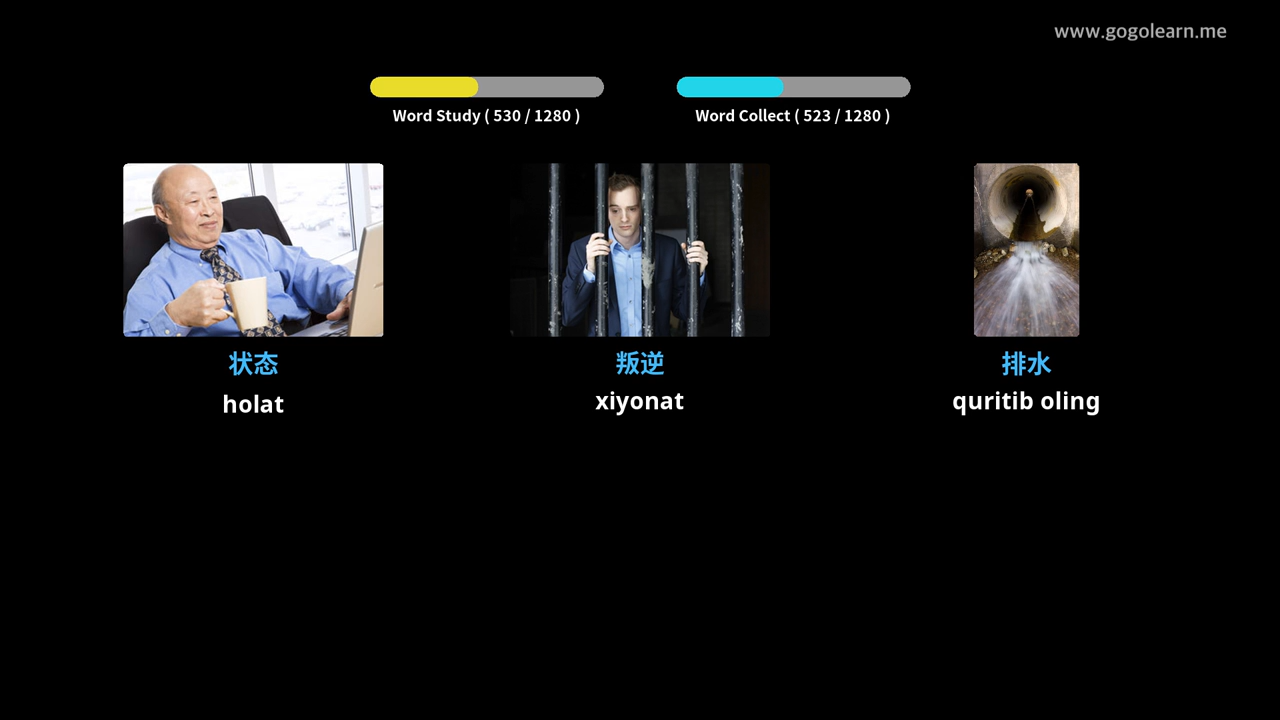 www.gogolearn.me
Word Study ( 530 / 1280 )
Word Collect ( 523 / 1280 )
状态
叛逆
排水
holat
xiyonat
quritib oling